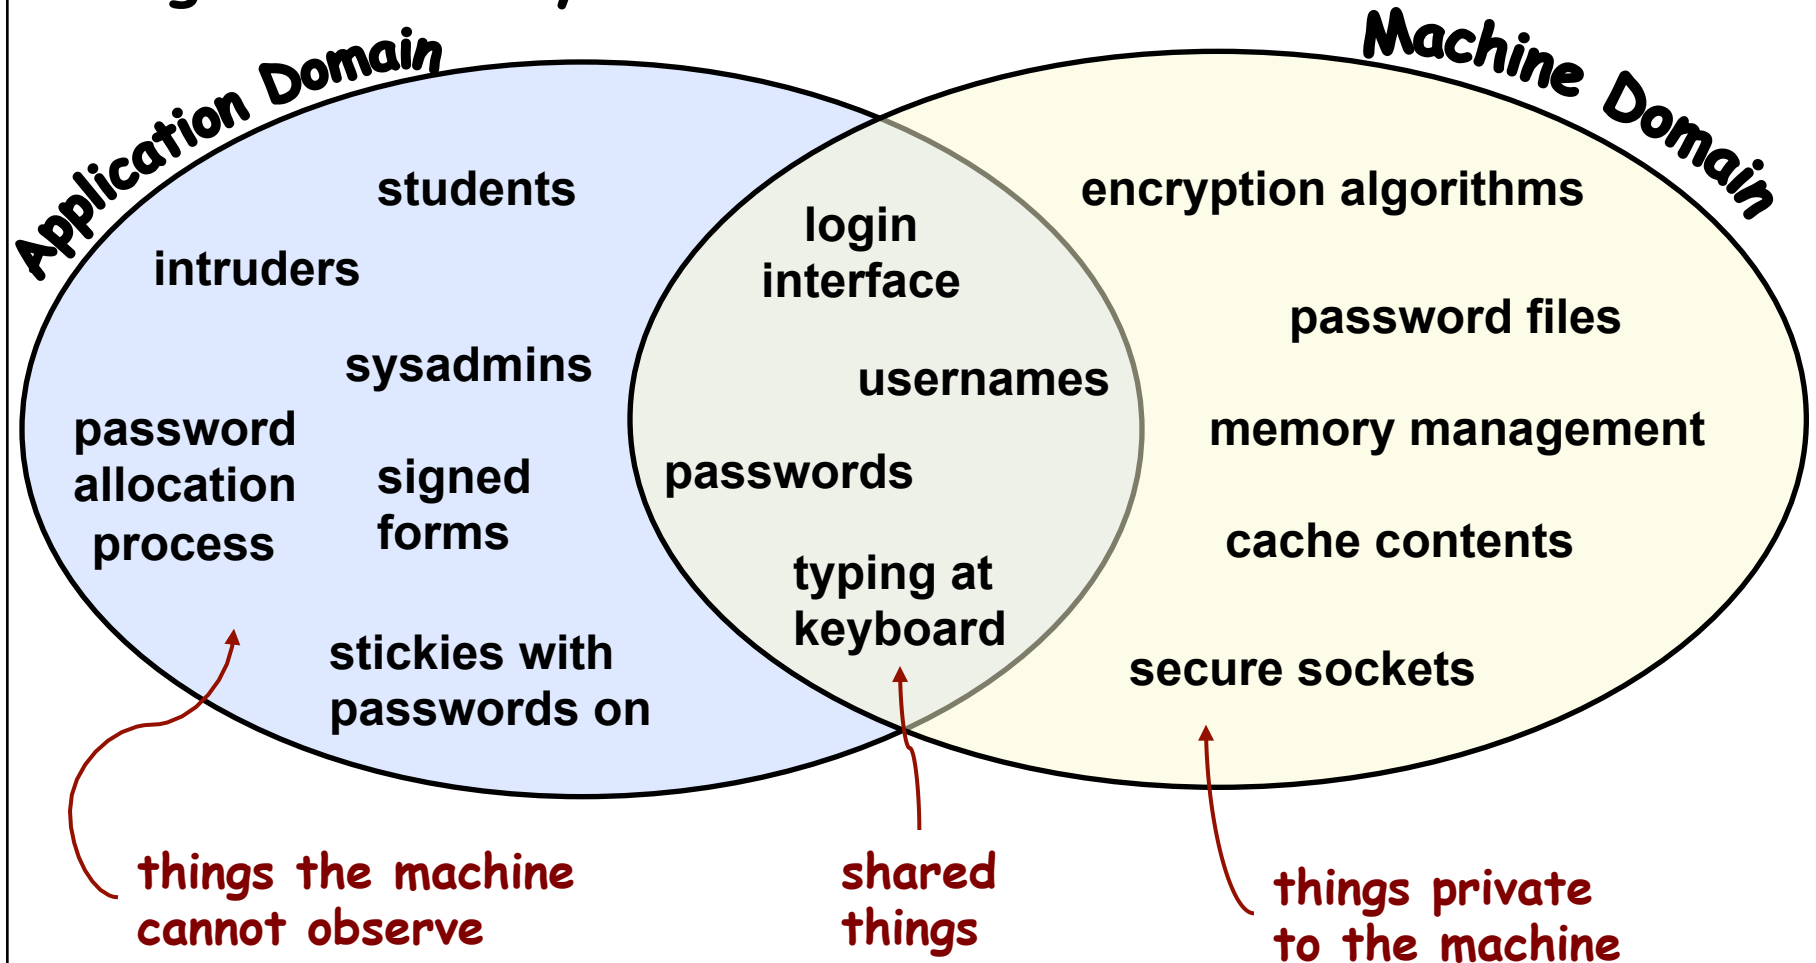 Application Domain
Machine Domain
students
intruders
sysadmins
password
allocation
process
signed
forms
stickies with
passwords on
login
interface
usernames
passwords
typing at
keyboard
encryption algorithms
password files
memory management
cache contents
secure sockets
things the machine
cannot observe
shared
things
things private
to the machine